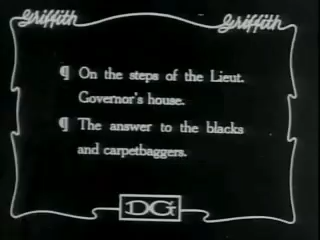 Griffith Griffith
¶ On the steps of the Lieut.
Governor's house.
¶ The answer to the blacks
and carpetbaggers.
DG